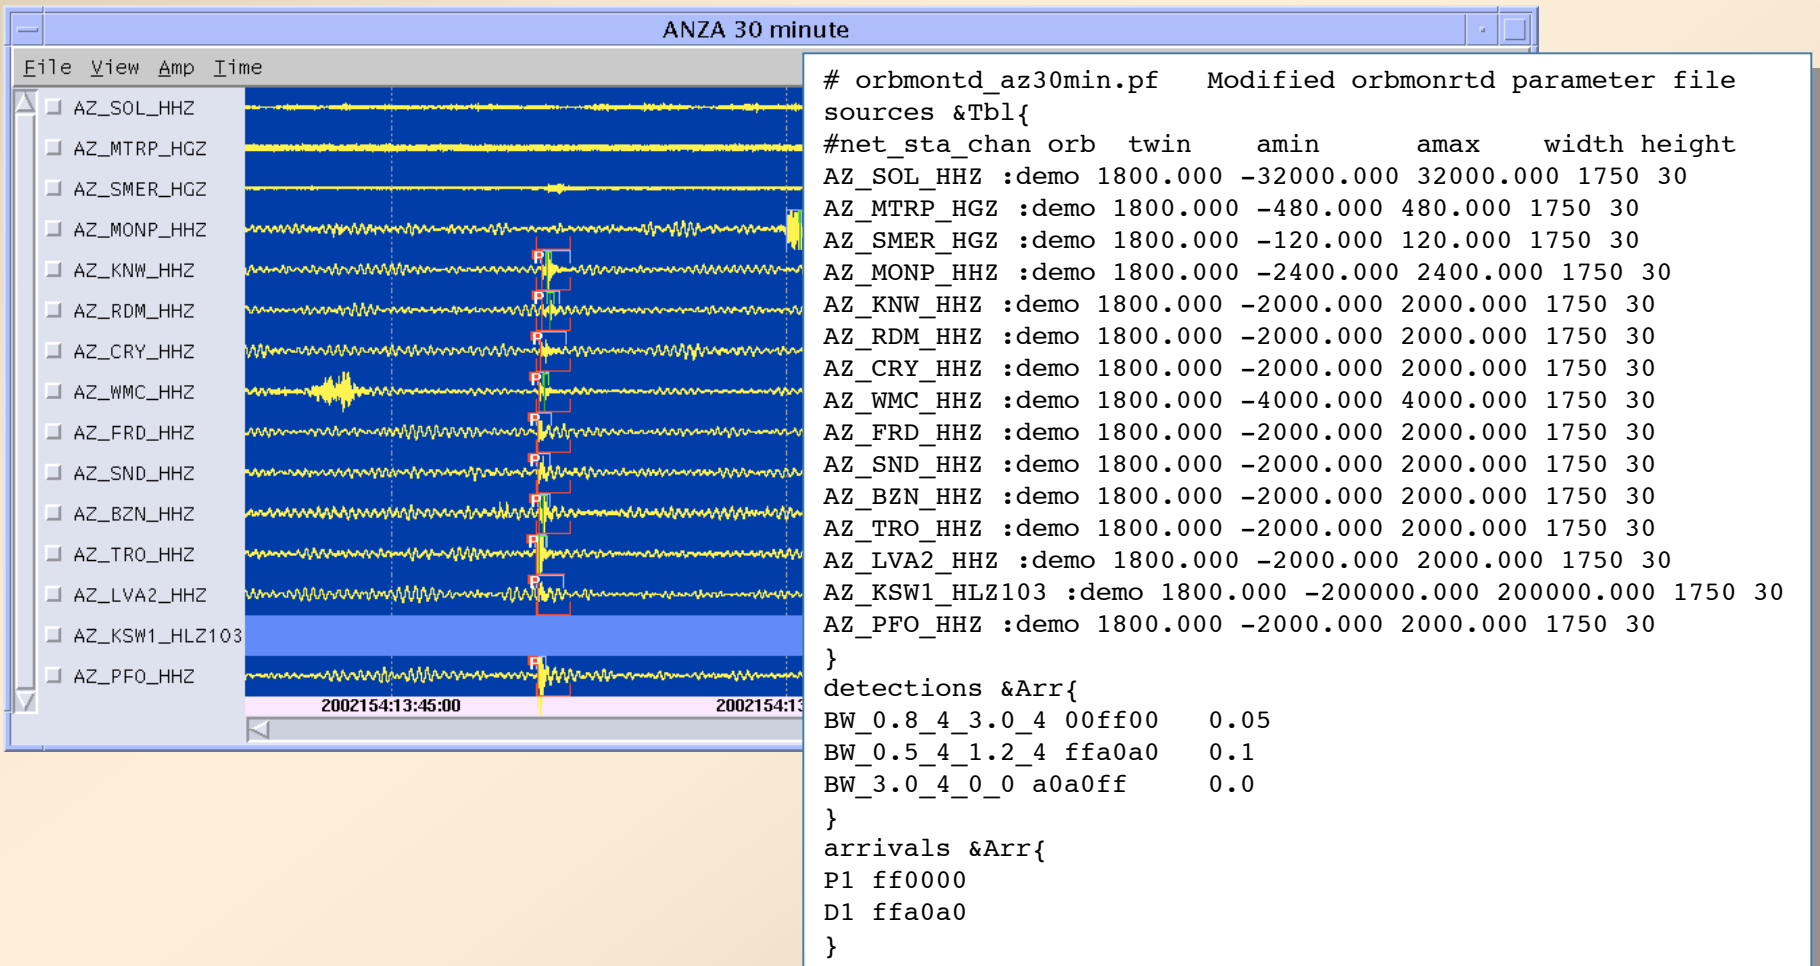 ANZA 30 minute
File View Amp Time
AZ_SOL_HHZ
AZ_MTRP_HGZ
AZ_SMER_HGZ
AZ_MONP_HHZ
AZ_KNW_HHZ
P
AZ_RDM_HHZ
P
AZ_CRY_HHZ
P
AZ_WMC_HHZ
P
AZ_FRD_HHZ
P
AZ_SND_HHZ
P
AZ_BZN_HHZ
P
AZ_TRO_HHZ
P
AZ_LVA2_HHZ
P
AZ_KSW1_HLZ103
AZ_PFO_HHZ
P
2002154:13:45:00 2002154:13
# orbmontd_az30min.pf   Modified orbmonrtd parameter file
sources &Tbl{
#net_sta_chan orb  twin    amin      amax    width height
AZ_SOL_HHZ :demo 1800.000 -32000.000 32000.000 1750 30
AZ_MTRP_HGZ :demo 1800.000 -480.000 480.000 1750 30
AZ_SMER_HGZ :demo 1800.000 -120.000 120.000 1750 30
AZ_MONP_HHZ :demo 1800.000 -2400.000 2400.000 1750 30
AZ_KNW_HHZ :demo 1800.000 -2000.000 2000.000 1750 30
AZ_RDM_HHZ :demo 1800.000 -2000.000 2000.000 1750 30
AZ_CRY_HHZ :demo 1800.000 -2000.000 2000.000 1750 30
AZ_WMC_HHZ :demo 1800.000 -4000.000 4000.000 1750 30
AZ_FRD_HHZ :demo 1800.000 -2000.000 2000.000 1750 30
AZ_SND_HHZ :demo 1800.000 -2000.000 2000.000 1750 30
AZ_BZN_HHZ :demo 1800.000 -2000.000 2000.000 1750 30
AZ_TRO_HHZ :demo 1800.000 -2000.000 2000.000 1750 30
AZ_LVA2_HHZ :demo 1800.000 -2000.000 2000.000 1750 30
AZ_KSW1_HLZ103 :demo 1800.000 -200000.000 200000.000 1750 30
AZ_PFO_HHZ :demo 1800.000 -2000.000 2000.000 1750 30
}
detections &Arr{
BW_0.8_4_3.0_4 00ff00   0.05
BW_0.5_4_1.2_4 ffa0a0   0.1
BW_3.0_4_0_0 a0a0ff     0.0
}
arrivals &Arr{
P1 ff0000
D1 ffa0a0
}